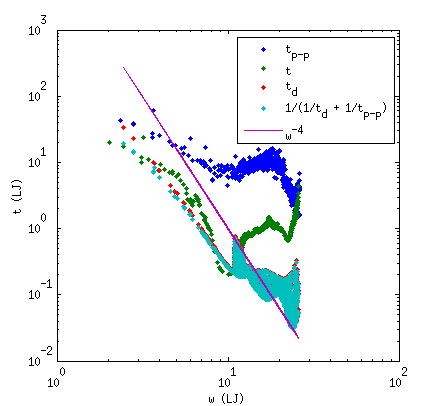 10^3
10^2
10^1
10^0
10^-1
10^-2
t (LJ)
t_p-p
t
t_d
1/(1/t_d + 1/t_p-p)
ω^-4
10^0
10^1
10^2
ω (LJ)